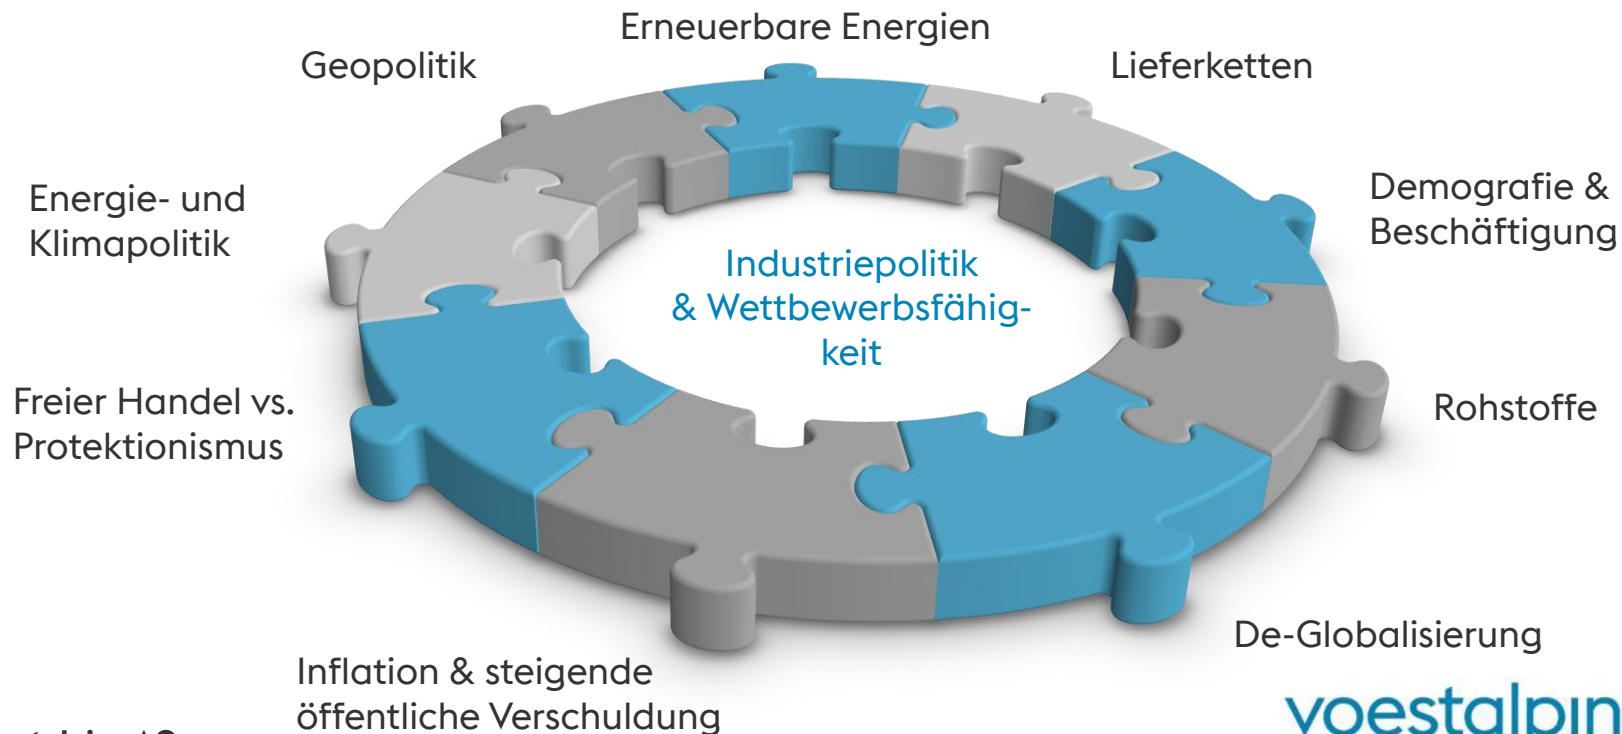 Erneuerbare Energien
Geopolitik
Lieferketten
Energie- und
Klimapolitik
Demografie &
Beschäftigung
Industriepolitik
& Wettbewerbsfähig-
keit
Freier Handel vs.
Protektionismus
Rohstoffe
De-Globalisierung
Inflation & steigende
öffentliche Verschuldung
voestalpin